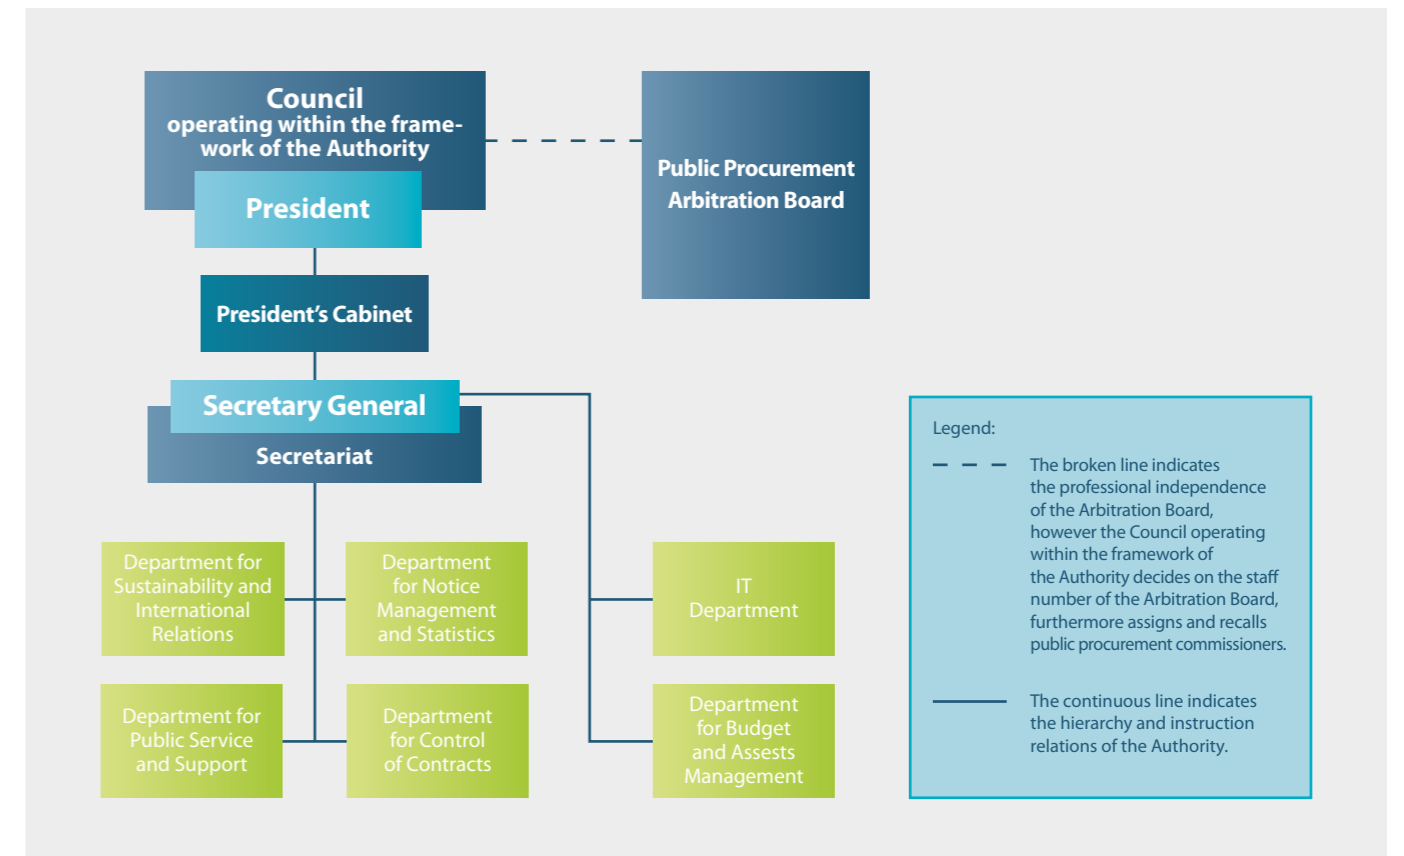 Council
operating within the frame-
work of the Authority
President
Public Procurement
Arbitration Board
President’s Cabinet
Secretary General
Secretariat
Department for
Sustainability and
International
Relations
Department
for Notice
Management
and Statistics
IT
Department
Department for
Public Service
and Support
Department
for Control
of Contracts
Department
for Budget
and Assests
Management
Legend:
The broken line indicates
the professional independence
of the Arbitration Board,
however the Council operating
within the framework of
the Authority decides on the staff
number of the Arbitration Board,
furthermore assigns and recalls
public procurement commissioners.
The continuous line indicates
the hierarchy and instruction
relations of the Authority.